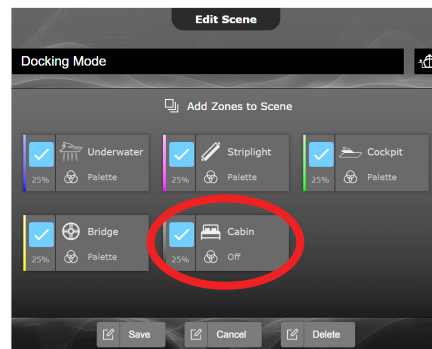 Edit Scene
Docking Mode
Add Zones to Scene
Underwater Striplight Cockpit
25% Palette 25% Palette 25% Palette
Bridge Cabin
25% Palette 25% Off
Save Cancel Delete